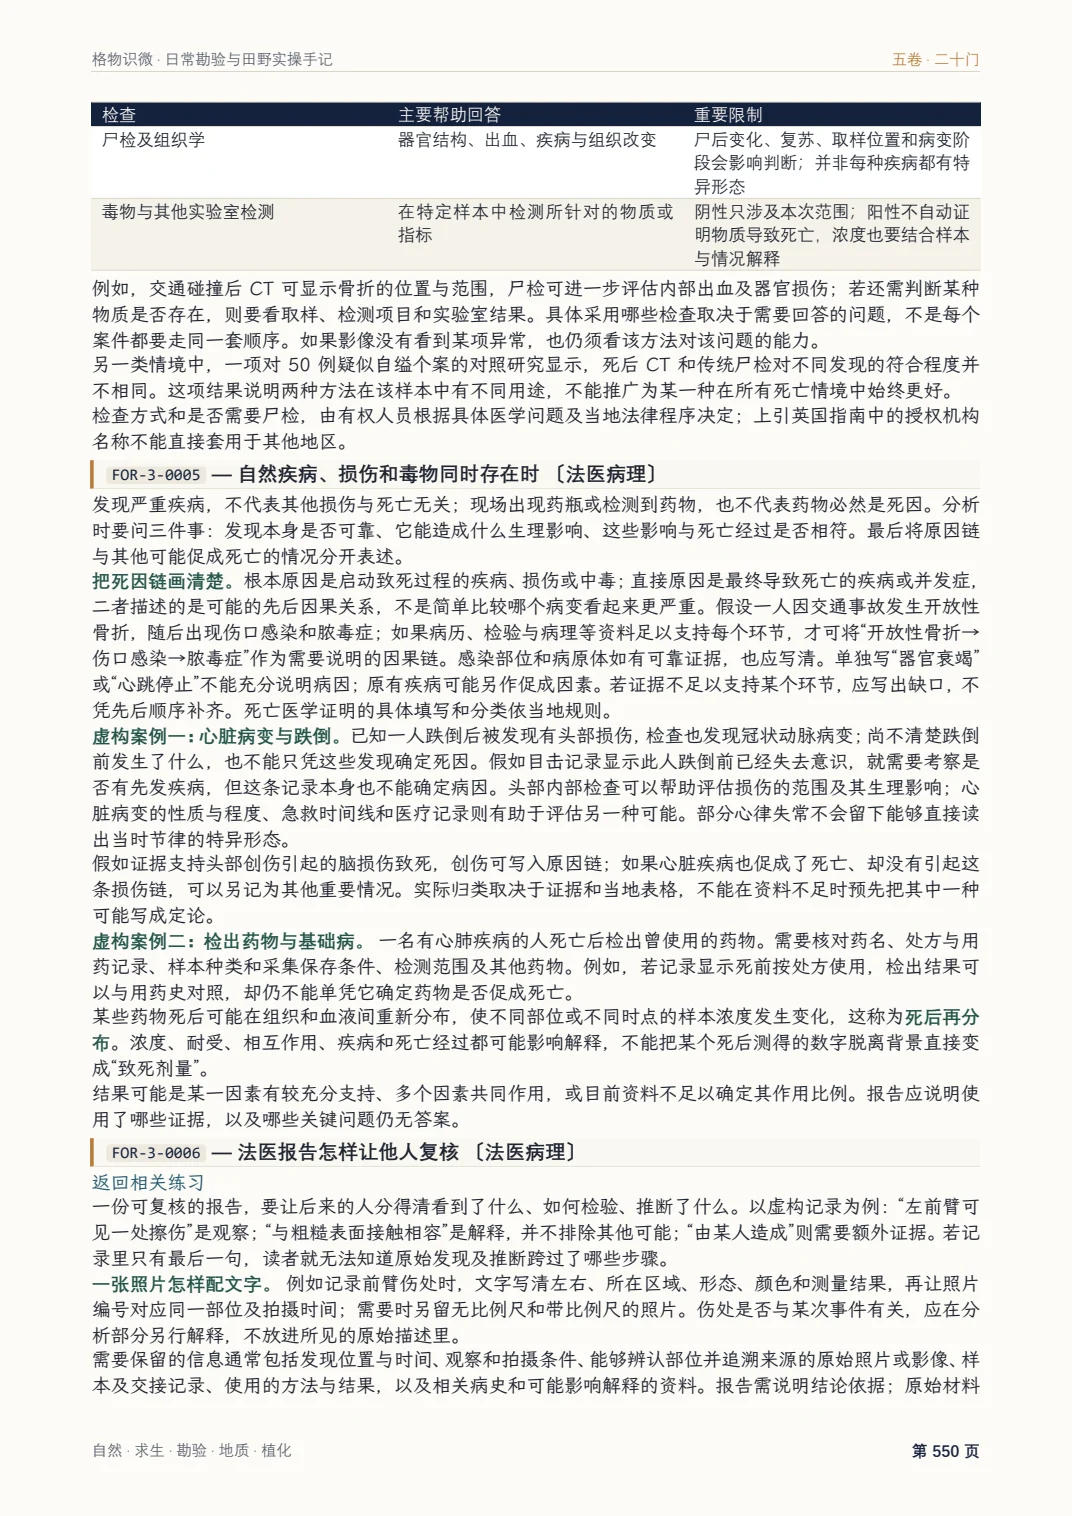 格物识微 · 日常勘验与田野实操手记
五卷 · 二十门
检查 主要帮助回答 重要限制
尸检及组织学 器官结构、出血、疾病与组织改变 尸后变化、复苏、取样位置和病变阶
段会影响判断；并非每种疾病都有特
异形态
毒物与其他实验室检测 在特定样本中检测所针对的物质或 阴性只涉及本次范围；阳性不自动证
指标 明物质导致死亡，浓度也要结合样本
与情况解释
例如，交通碰撞后 CT 可显示骨折的位置与范围，尸检可进一步评估内部出血及器官损伤；若还需判断某种
物质是否存在，则要看取样、检测项目和实验室结果。具体采用哪些检查取决于需要回答的问题，不是每个
案件都要走同一套顺序。如果影像没有看到某项异常，也仍须看该方法对该问题的能力。
另一类情境中，一项对 50 例疑似自缢个案的对照研究显示，死后 CT 和传统尸检对不同发现的符合程度并
不相同。这项结果说明两种方法在该样本中有不同用途，不能推广为某一种在所有死亡情境中始终更好。
检查方式和是否需要尸检，由有权人员根据具体医学问题及当地法律程序决定；上引英国指南中的授权机构
名称不能直接套用于其他地区。
FOR-3-0005 — 自然疾病、损伤和毒物同时存在时 〔法医病理〕
发现严重疾病，不代表其他损伤与死亡无关；现场出现药瓶或检测到药物，也不代表药物必然是死因。分析
时要问三件事：发现本身是否可靠、它能造成什么生理影响、这些影响与死亡经过是否相符。最后将原因链
与其他可能促成死亡的情况分开表述。
把死因链画清楚。根本原因是启动致死过程的疾病、损伤或中毒；直接原因是最终导致死亡的疾病或并发症，
二者描述的是可能的先后因果关系，不是简单比较哪个病变看起来更严重。假设一人因交通事故发生开放性
骨折，随后出现伤口感染和脓毒症；如果病历、检验与病理等资料足以支持每个环节，才可将“开放性骨折→
伤口感染→脓毒症”作为需要说明的因果链。感染部位和病原体如有可靠证据，也应写清。单独写“器官衰竭”
或“心跳停止”不能充分说明病因；原有疾病可能另作促成因素。若证据不足以支持某个环节，应写出缺口，不
凭先后顺序补齐。死亡医学证明的具体填写和分类依当地规则。
虚构案例一：心脏病变与跌倒。已知一人跌倒后被发现有头部损伤，检查也发现冠状动脉病变；尚不清楚跌倒
前发生了什么，也不能只凭这些发现确定死因。假如目击记录显示此人跌倒前已经失去意识，就需要考察是
否有先发疾病，但这条记录本身也不能确定病因。头部内部检查可以帮助评估损伤的范围及其生理影响；心
脏病变的性质与程度、急救时间线和医疗记录则有助于评估另一种可能。部分心律失常不会留下能够直接读
出当时节律的特异形态。
假如证据支持头部创伤引起的脑损伤致死，创伤可写入原因链；如果心脏疾病也促成了死亡、却没有引起这
条损伤链，可以另记为其他重要情况。实际归类取决于证据和当地表格，不能在资料不足时预先把其中一种
可能写成定论。
虚构案例二：检出药物与基础病。 一名有心肺疾病的人死亡后检出曾使用的药物。需要核对药名、处方与用
药记录、样本种类和采集保存条件、检测范围及其他药物。例如，若记录显示死前按处方使用，检出结果可
以与用药史对照，却仍不能单凭它确定药物是否促成死亡。
某些药物死后可能在组织和血液间重新分布，使不同部位或不同时点的样本浓度发生变化，这称为死后再分
布。浓度、耐受、相互作用、疾病和死亡经过都可能影响解释，不能把某个死后测得的数字脱离背景直接变
成“致死剂量”。
结果可能是某一因素有较充分支持、多个因素共同作用，或目前资料不足以确定其作用比例。报告应说明使
用了哪些证据，以及哪些关键问题仍无答案。
FOR-3-0006 — 法医报告怎样让他人复核 〔法医病理〕
返回相关练习
一份可复核的报告，要让后来的人分得清看到了什么、如何检验、推断了什么。以虚构记录为例：“左前臂可
见一处擦伤”是观察；“与粗糙表面接触相容”是解释，并不排除其他可能；“由某人造成”则需要额外证据。若记
录里只有最后一句，读者就无法知道原始发现及推断跨过了哪些步骤。
一张照片怎样配文字。 例如记录前臂伤处时，文字写清左右、所在区域、形态、颜色和测量结果，再让照片
编号对应同一部位及拍摄时间；需要时另留无比例尺和带比例尺的照片。伤处是否与某次事件有关，应在分
析部分另行解释，不放进所见的原始描述里。
需要保留的信息通常包括发现位置与时间、观察和拍摄条件、能够辨认部位并追溯来源的原始照片或影像、样
本及交接记录、使用的方法与结果，以及相关病史和可能影响解释的资料。报告需说明结论依据；原始材料
自然 · 求生 · 勘验 · 地质 · 植化
第 550 页